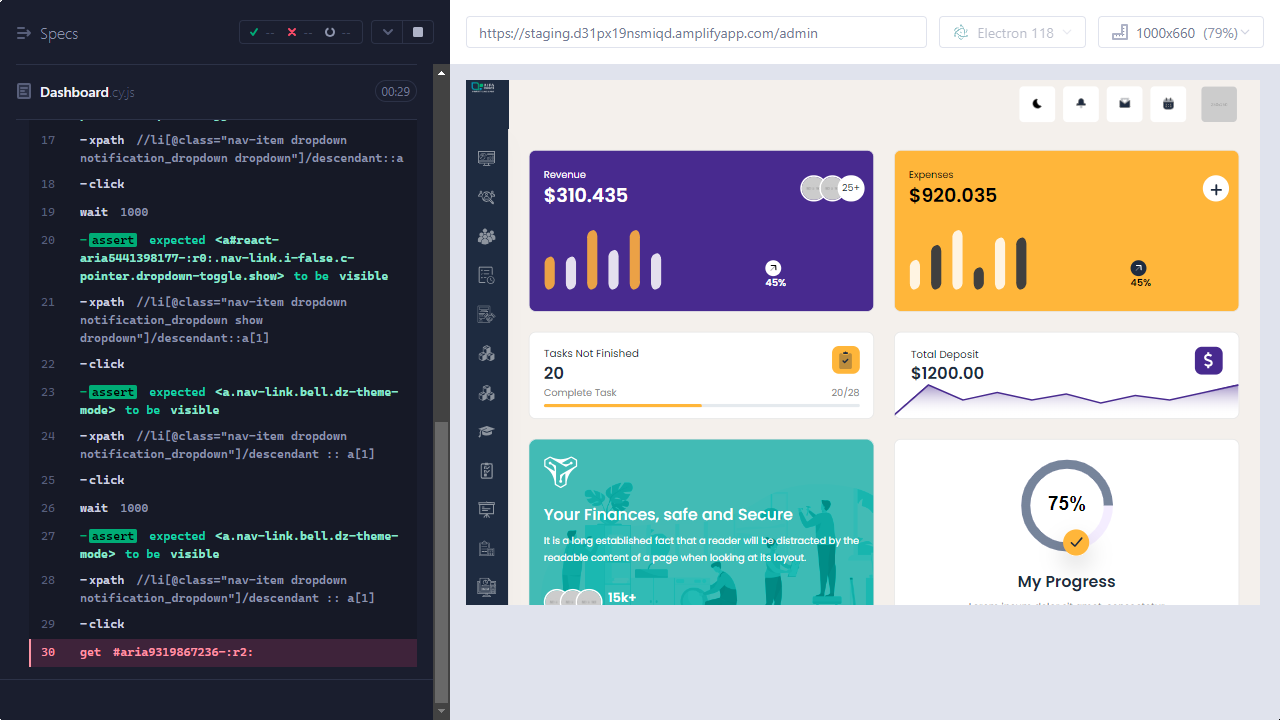 Specs
-- -- --
Dashboard.cy.js 00:29
17 -xpath //li[@class="nav-item dropdown
notification_dropdown dropdown"]/descendant::a
18 -click
19 wait 1000
20 -assert expected <a#react-
aria5441398177-:r0:.nav-link.i-false.c-
pointer.dropdown-toggle.show> to be visible
21 -xpath //li[@class="nav-item dropdown
notification_dropdown show
dropdown"]/descendant::a[1]
22 -click
23 -assert expected <a.nav-link.bell.dz-theme-
mode> to be visible
24 -xpath //li[@class="nav-item dropdown
notification_dropdown"]/descendant :: a[1]
25 -click
26 wait 1000
27 -assert expected <a.nav-link.bell.dz-theme-
mode> to be visible
28 -xpath //li[@class="nav-item dropdown
notification_dropdown"]/descendant :: a[1]
29 -click
30 get #aria9319867236-:r2:
https://staging.d31px19nsmiqd.amplifyapp.com/admin
Electron 118
1000x660 (79%)
Revenue
$310.435
25+
45%
Expenses
$920.035
45%
Tasks Not Finished
20
Complete Task 20/28
Total Deposit
$1200.00
Your Finances, safe and Secure
It is a long established fact that a reader will be distracted by the
readable content of a page when looking at its layout.
15k+
75%
My Progress